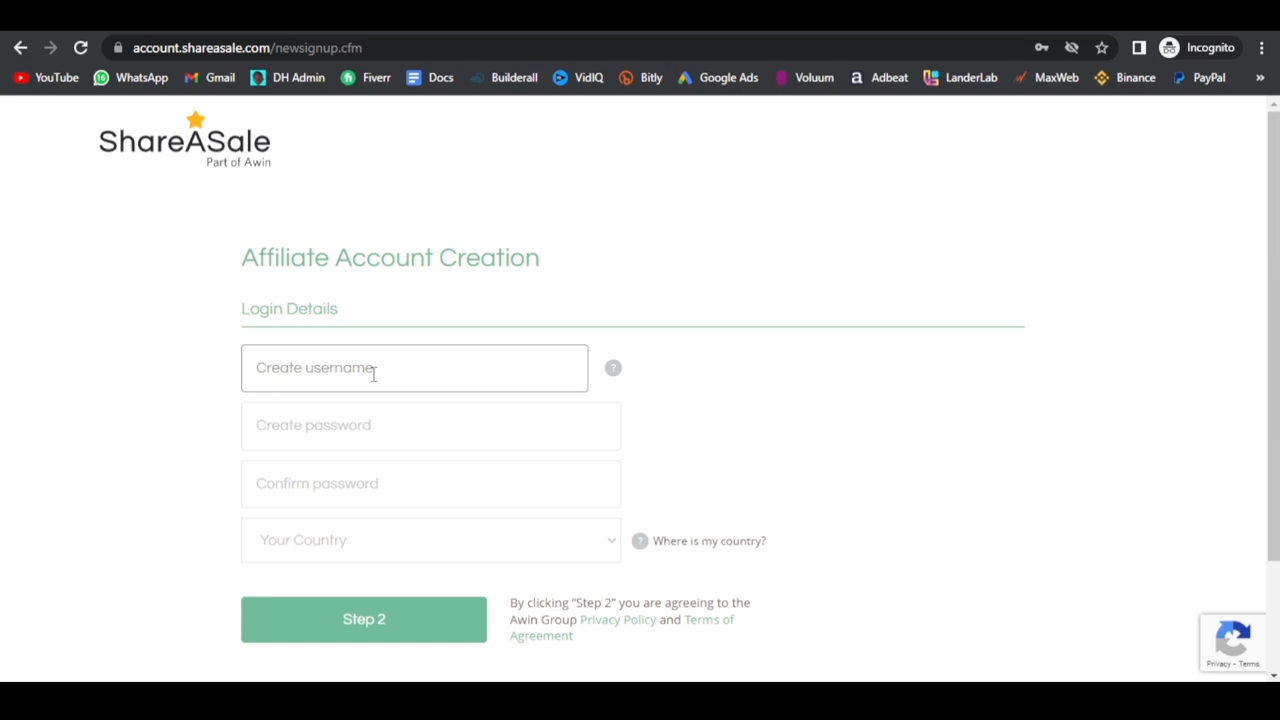 account.shareasale.com/newsignup.cfm
Incognito
YouTube
16
WhatsApp
Gmail
DH Admin
Fiverr
Docs
Builderall
VidIQ
Bitly
Google Ads
Voluum
a Adbeat
LanderLab
MaxWeb
Binance
PayPal
»
ShareASale
Part of Awin
Affiliate Account Creation
Login Details
Create username
?
Create password
Confirm password
Your Country
? Where is my country?
Step 2
By clicking "Step 2" you are agreeing to the
Awin Group Privacy Policy and Terms of
Agreement
Privacy - Terms